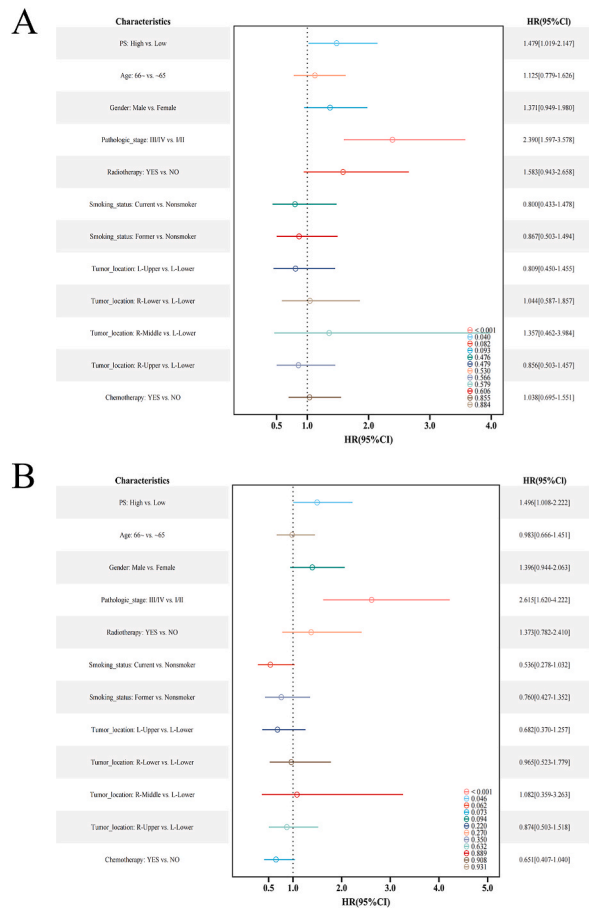 A
Characteristics HR(95%CI)
PS: High vs. Low 1.479[1.019-2.147]
Age: 66~ vs. ~65 1.125[0.779-1.626]
Gender: Male vs. Female 1.371[0.949-1.980]
Pathologic_stage: III/IV vs. I/II 2.390[1.597-3.578]
Radiotherapy: YES vs. NO 1.583[0.943-2.658]
Smoking_status: Current vs. Nonsmoker 0.800[0.433-1.478]
Smoking_status: Former vs. Nonsmoker 0.867[0.503-1.494]
Tumor_location: L-Upper vs. L-Lower 0.809[0.450-1.455]
Tumor_location: R-Lower vs. L-Lower 1.044[0.587-1.857]
Tumor_location: R-Middle vs. L-Lower 1.357[0.462-3.984]
Tumor_location: R-Upper vs. L-Lower 0.856[0.503-1.457]
Chemotherapy: YES vs. NO 1.038[0.695-1.551]
< 0.001
0.040
0.082
0.093
0.476
0.479
0.530
0.566
0.579
0.606
0.855
0.884
0.5 1.0 2.0 3.0 4.0
HR(95%CI)
B
Characteristics HR(95%CI)
PS: High vs. Low 1.496[1.008-2.222]
Age: 66~ vs. ~65 0.983[0.666-1.451]
Gender: Male vs. Female 1.396[0.944-2.063]
Pathologic_stage: III/IV vs. I/II 2.615[1.620-4.222]
Radiotherapy: YES vs. NO 1.373[0.782-2.410]
Smoking_status: Current vs. Nonsmoker 0.536[0.278-1.032]
Smoking_status: Former vs. Nonsmoker 0.760[0.427-1.352]
Tumor_location: L-Upper vs. L-Lower 0.682[0.370-1.257]
Tumor_location: R-Lower vs. L-Lower 0.965[0.523-1.779]
Tumor_location: R-Middle vs. L-Lower 1.082[0.359-3.263]
Tumor_location: R-Upper vs. L-Lower 0.874[0.503-1.518]
Chemotherapy: YES vs. NO 0.651[0.407-1.040]
< 0.001
0.046
0.062
0.073
0.094
0.220
0.270
0.350
0.632
0.889
0.908
0.931
0.5 1.0 2.0 3.0 4.0 5.0
HR(95%CI)